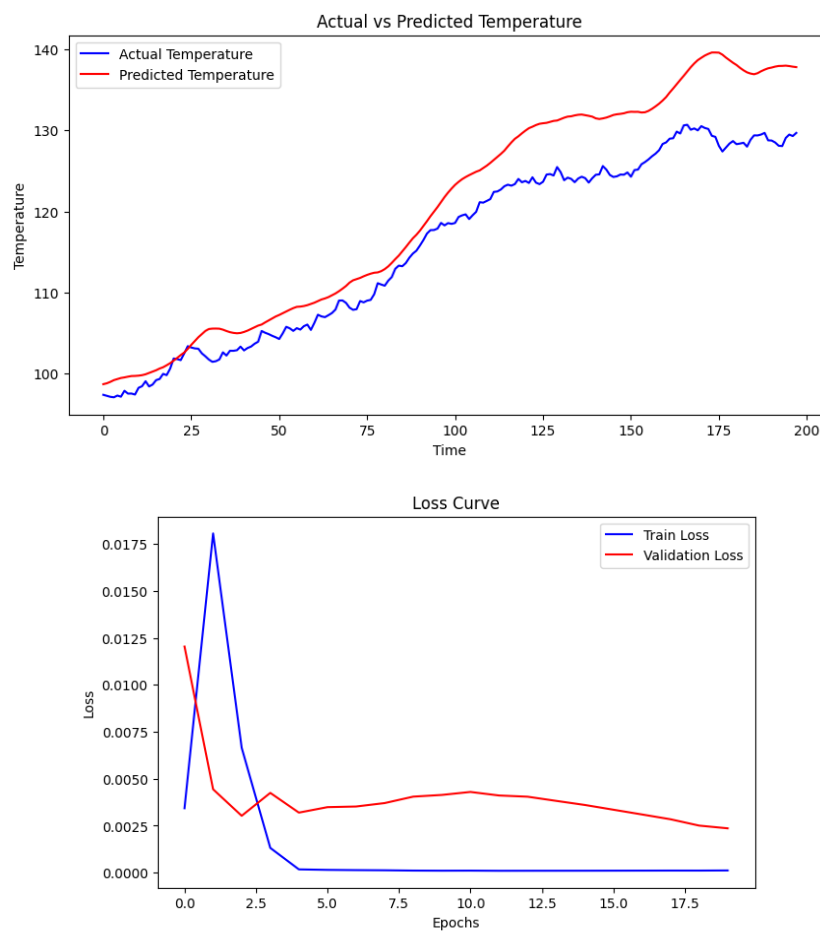 Actual vs Predicted Temperature
Actual Temperature
Predicted Temperature
140
130
120
110
100
Temperature
0 25 50 75 100 125 150 175 200
Time
Loss Curve
Train Loss
Validation Loss
0.0175
0.0150
0.0125
0.0100
0.0075
0.0050
0.0025
0.0000
Loss
0.0 2.5 5.0 7.5 10.0 12.5 15.0 17.5
Epochs